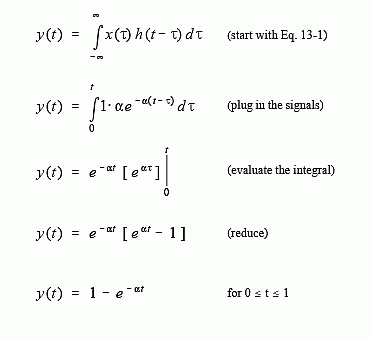 y(t) = ∫_{-∞}^{∞} x(τ) h(t − τ) dτ (start with Eq. 13-1)
y(t) = ∫_{0}^{t} 1· αe^{−α(t−τ)} dτ (plug in the signals)
y(t) = e^{−αt} [e^{ατ}] |_{0}^{t} (evaluate the integral)
y(t) = e^{−αt} [e^{αt} − 1] (reduce)
y(t) = 1 − e^{−αt} for 0 ≤ t ≤ 1